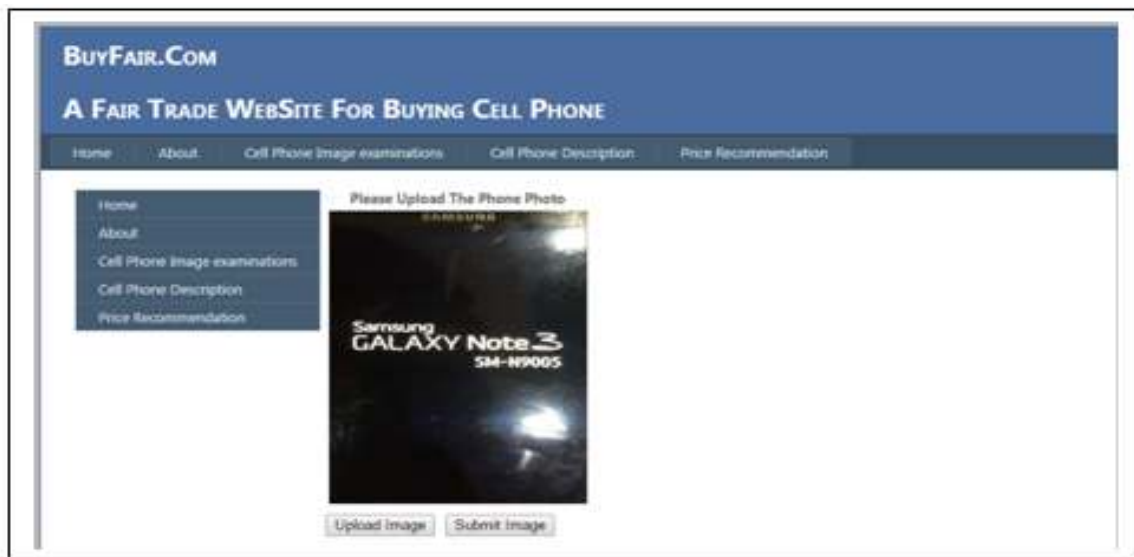 BuyFair.Com
A Fair Trade WebSite For Buying Cell Phone
Home About Cell Phone Image examinations Cell Phone Description Price Recommendation
Home
About
Cell Phone Image examinations
Cell Phone Description
Price Recommendation
Please Upload The Phone Photo
SAMSUNG
Samsung
GALAXY Note 3
SM-N9005
Upload Image Submit Image